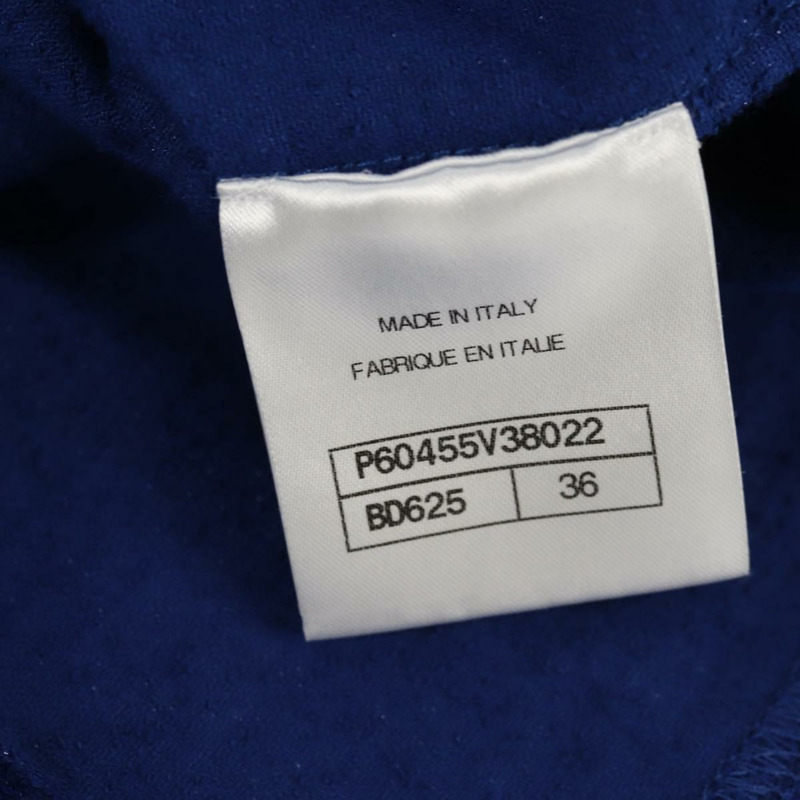 MADE IN ITALY
FABRIQUE EN ITALIE
P60455V38022
BD625 36